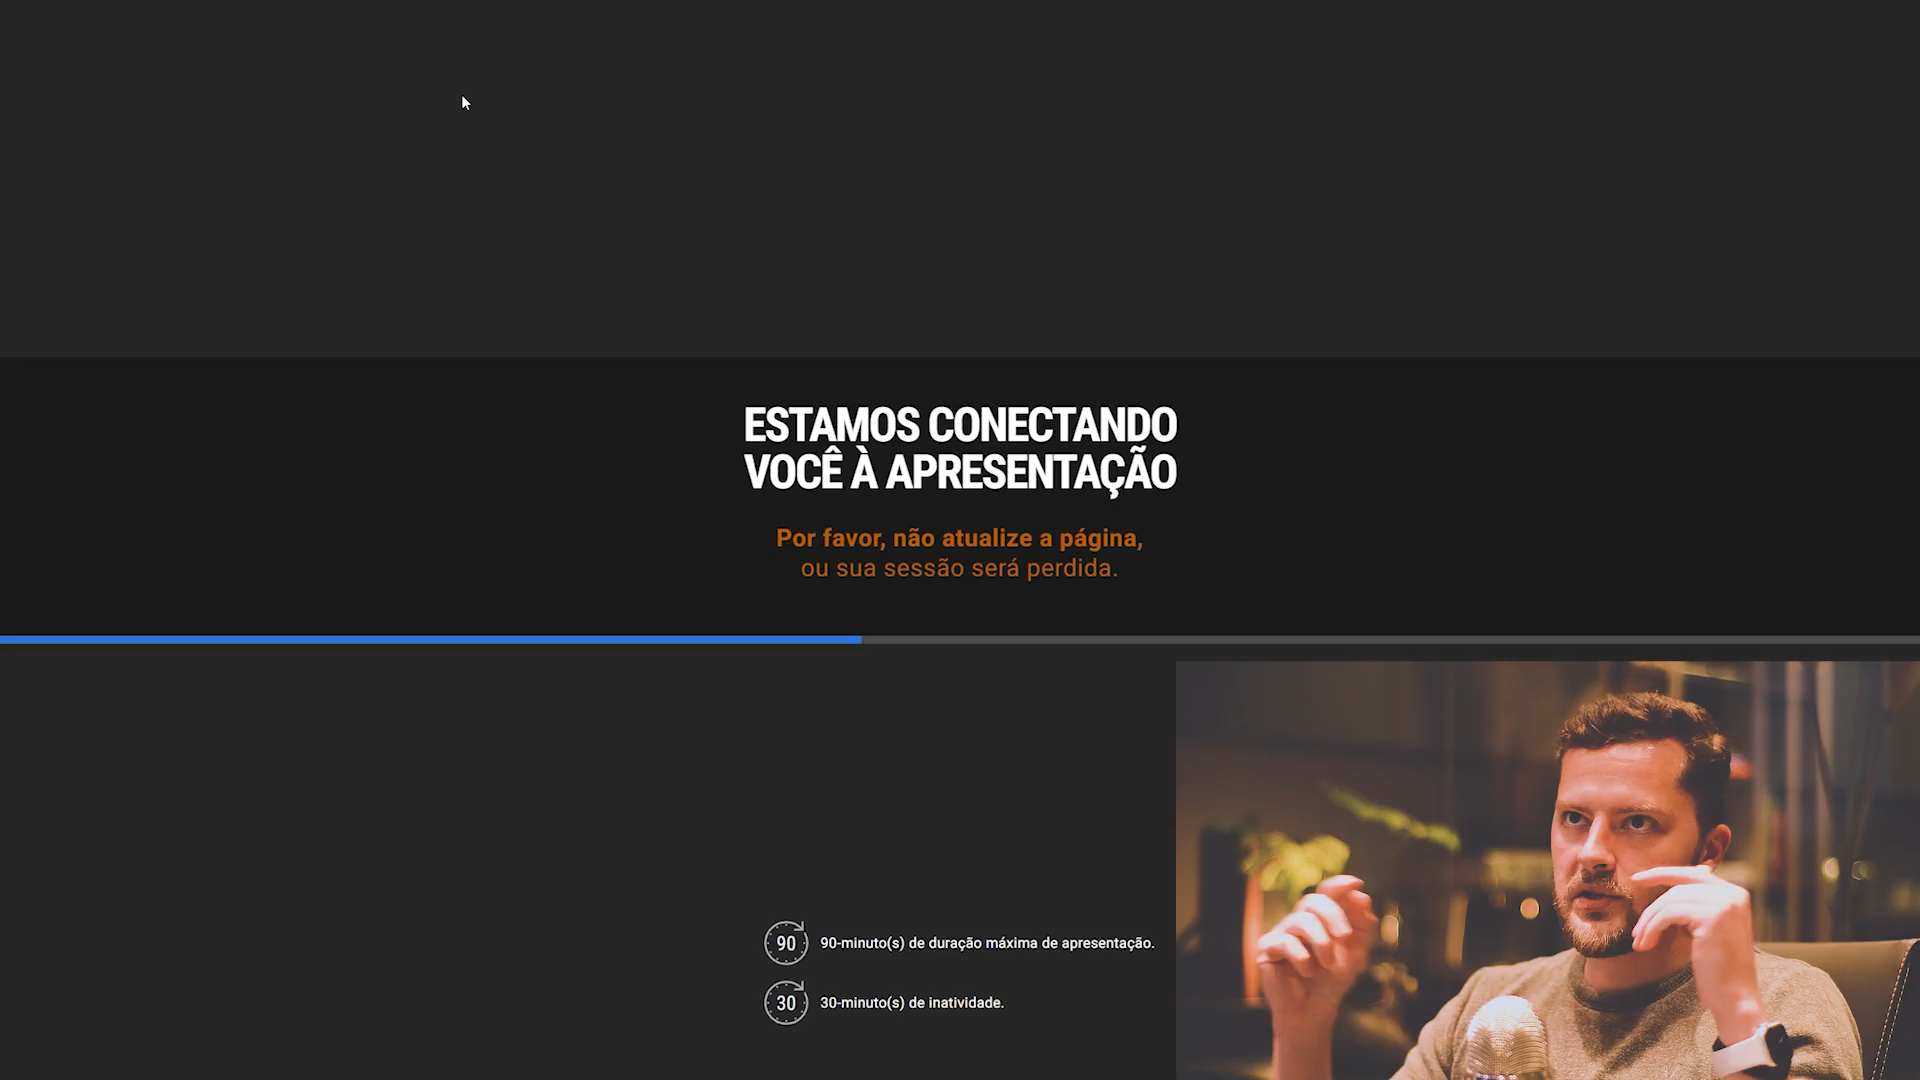 ESTAMOS CONECTANDO
VOCÊ À APRESENTAÇÃO
Por favor, não atualize a página,
ou sua sessão será perdida.
90 90-minuto(s) de duração máxima de apresentação.
30 30-minuto(s) de inatividade.